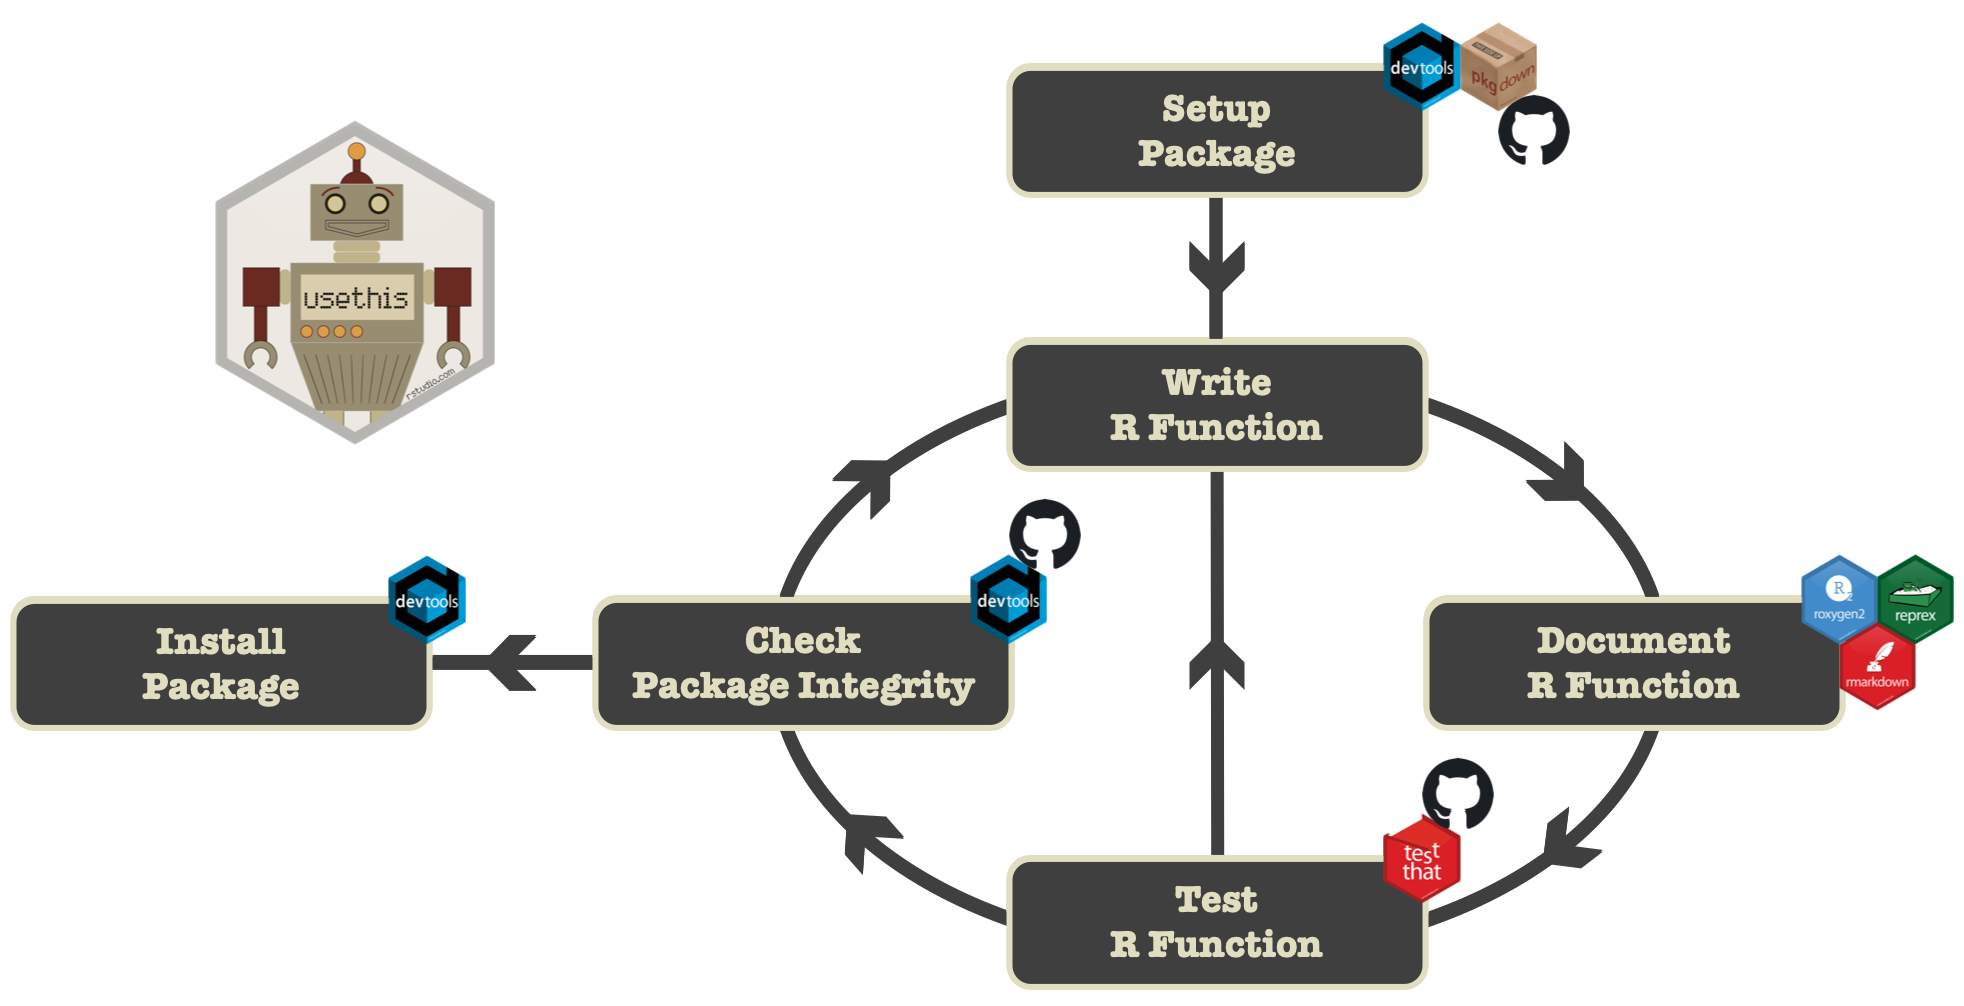 Setup
Package
devtools
pkgdown
usethis
rstudio.com
Write
R Function
Install
Package
devtools
Check
Package Integrity
devtools
Document
R Function
R
2
roxygen2
reprex
rmarkdown
Test
R Function
test
that